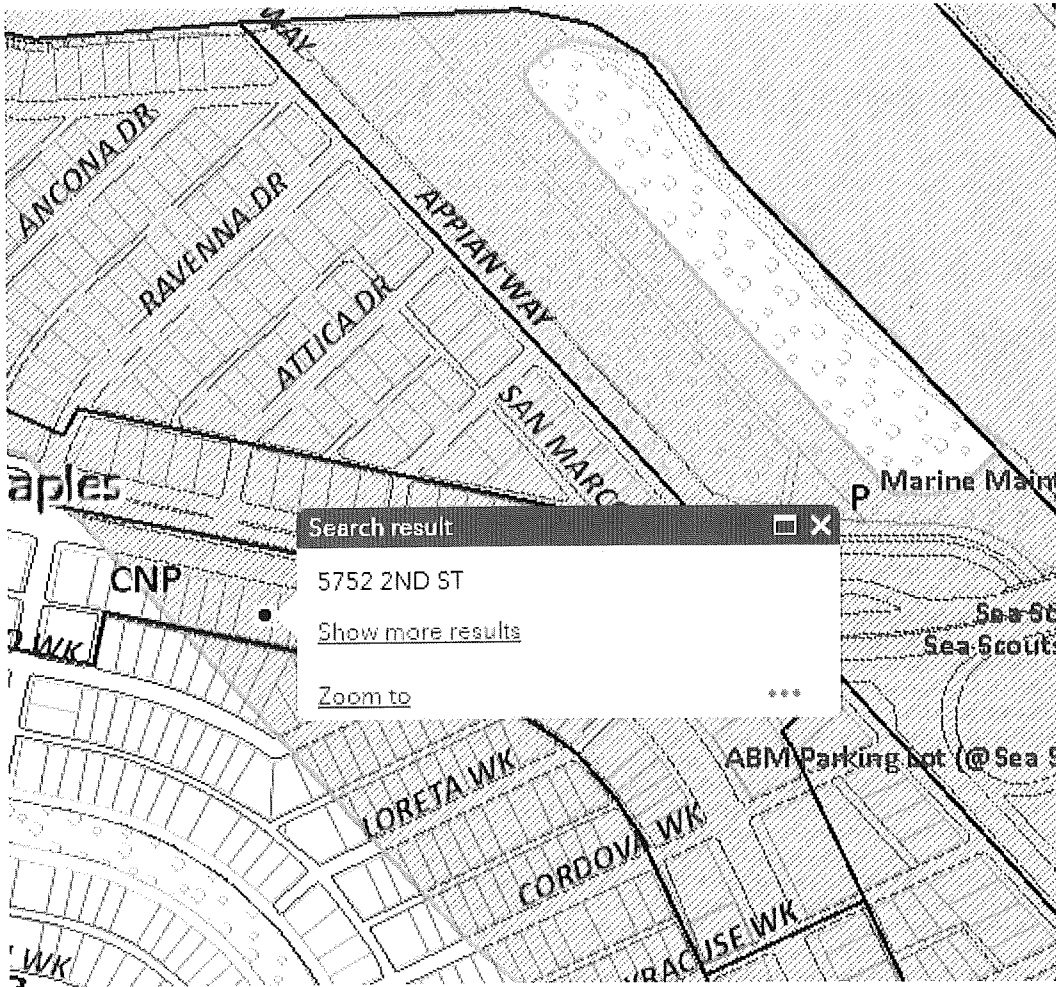 WAY
ANCONA DR
RAVENNA DR
APPIAN WAY
ATTICA DR
SAN MARC
aples
P
Marine Maint
Search result
CNP
5752 2ND ST
Show more results
Sea Sc
Sea Scouts
WK
Zoom to
ABM Parking Lot (@ Sea S
LORETA WK
CORDOVA WK
YRACUSE WK
WK